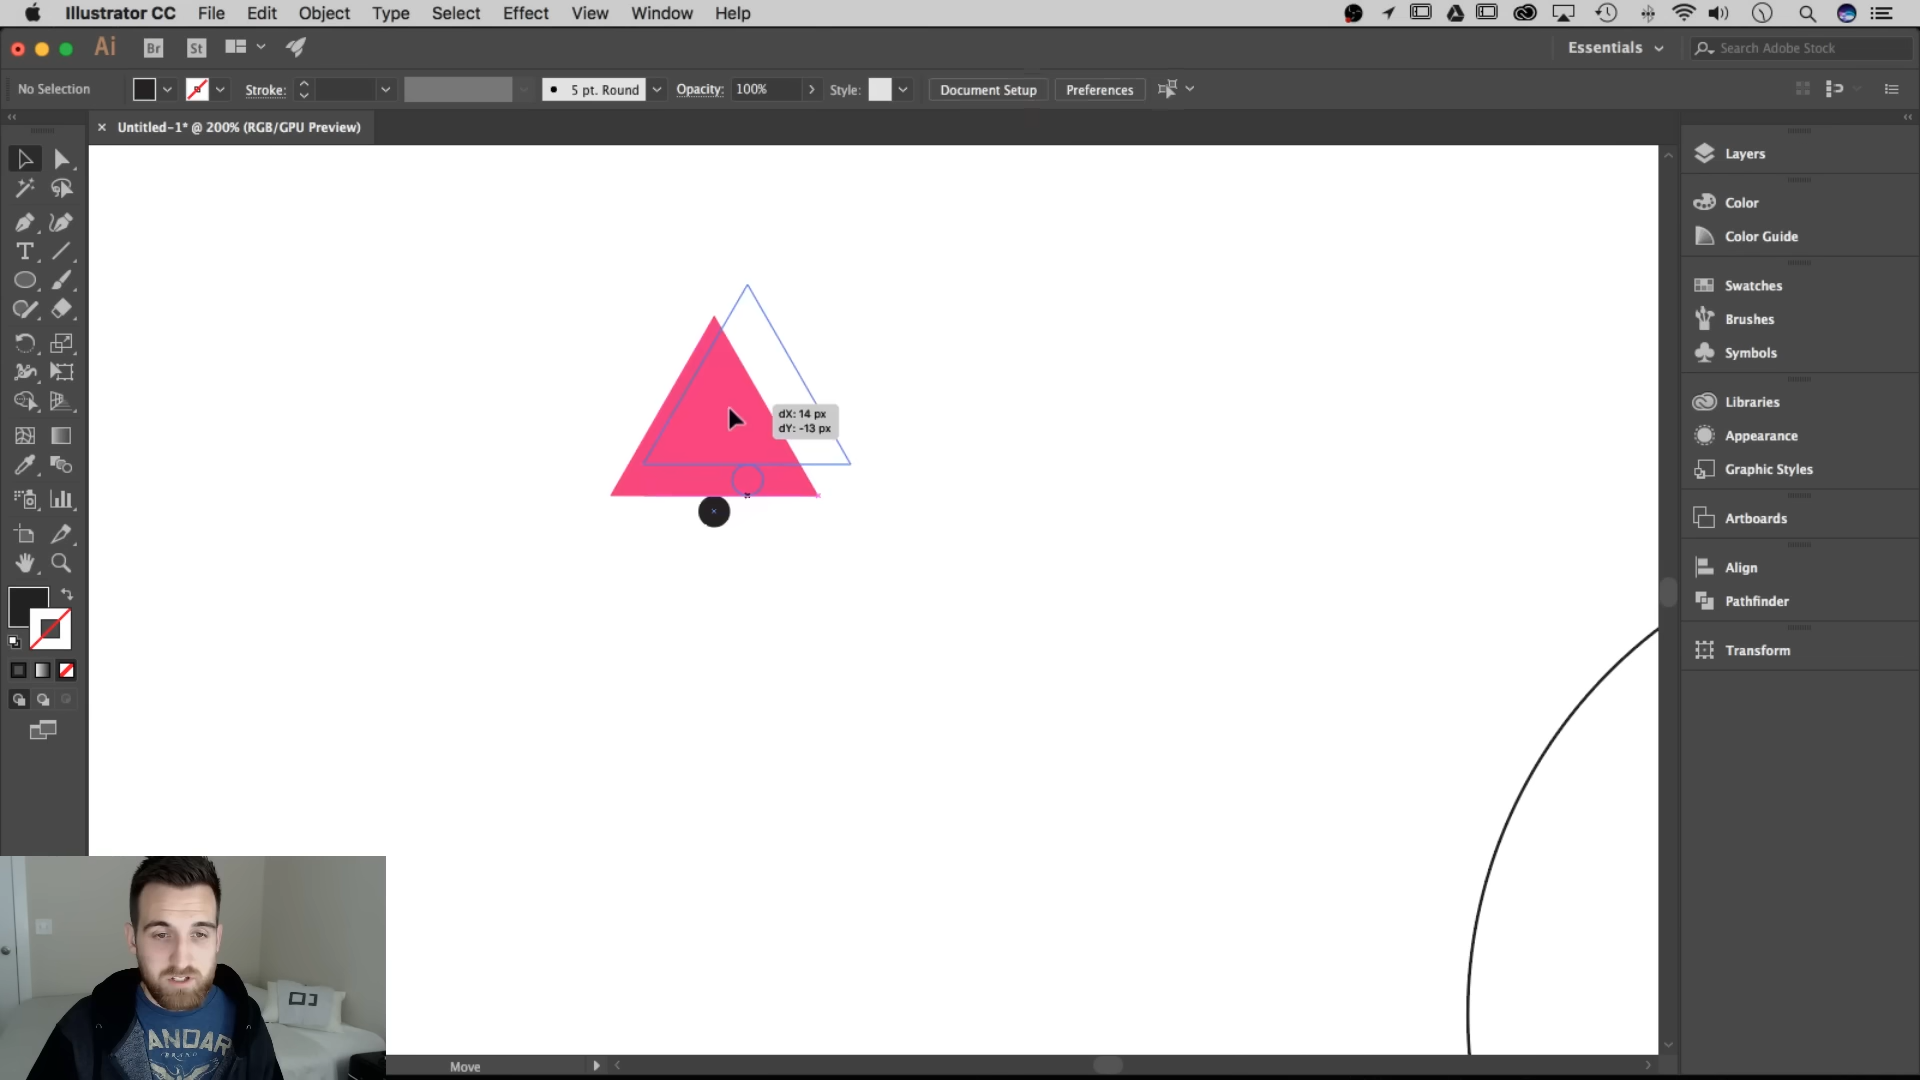 Illustrator CC File Edit Object Type Select Effect View Window Help
Ai Br St Essentials Search Adobe Stock
No Selection Stroke: 5 pt. Round Opacity: 100% Style: Document Setup Preferences
× Untitled-1* @ 200% (RGB/GPU Preview)
Layers
Color
Color Guide
Swatches
Brushes
Symbols
Libraries
Appearance
Graphic Styles
Artboards
Align
Pathfinder
Transform
dX: 14 px
dY: -13 px
ANDAR
Move